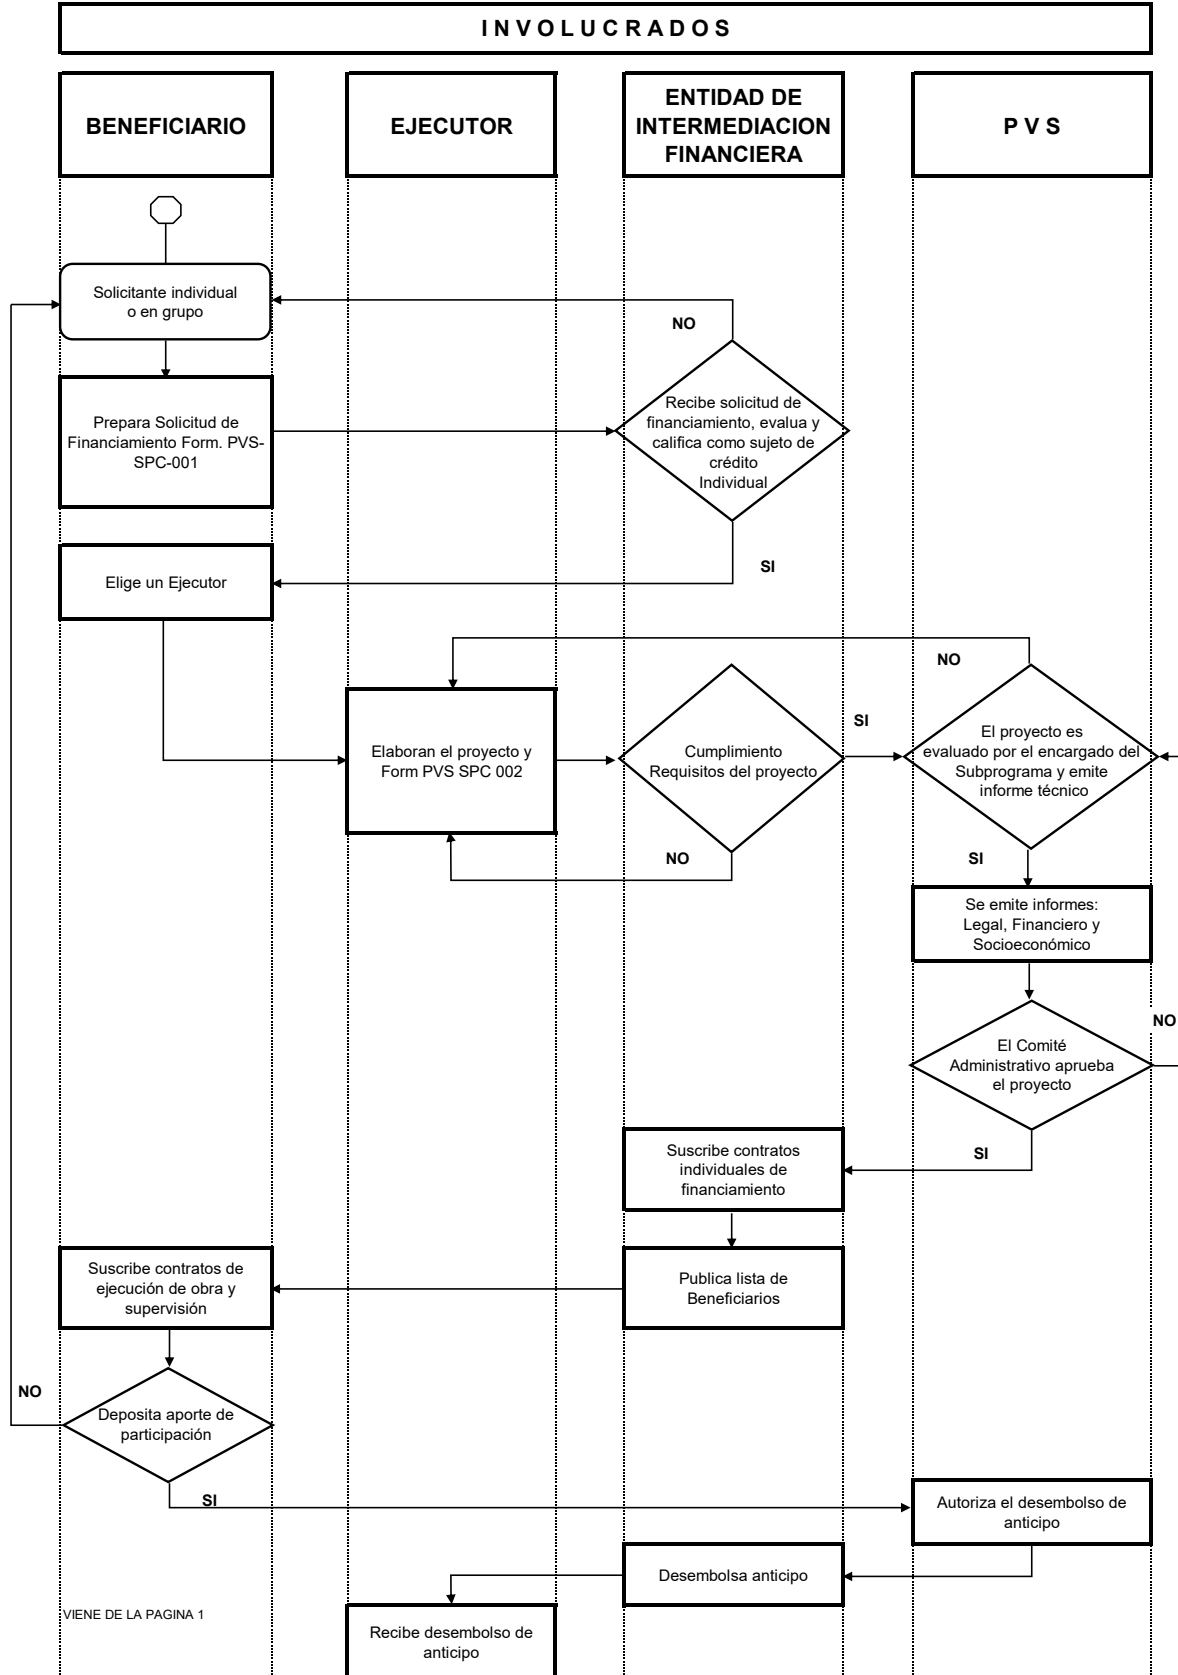 INVOLUCRADOS
BENEFICIARIO
EJECUTOR
ENTIDAD DE
INTERMEDIACION
FINANCIERA
P V S
Solicitante individual
o en grupo
NO
Prepara Solicitud de
Financiamiento Form. PVS-
SPC-001
Recibe solicitud de
financiamiento, evalua y
califica como sujeto de
crédito
Individual
SI
Elige un Ejecutor
NO
SI
Elaboran el proyecto y
Form PVS SPC 002
Cumplimiento
Requisitos del proyecto
El proyecto es
evaluado por el encargado del
Subprograma y emite
informe técnico
NO
SI
Se emite informes:
Legal, Financiero y
Socioeconómico
NO
El Comité
Administrativo aprueba
el proyecto
SI
Suscribe contratos
individuales de
financiamiento
Suscribe contratos de
ejecución de obra y
supervisión
Publica lista de
Beneficiarios
NO
Deposita aporte de
participación
SI
Autoriza el desembolso de
anticipo
Desembolsa anticipo
VIENE DE LA PAGINA 1
Recibe desembolso de
anticipo